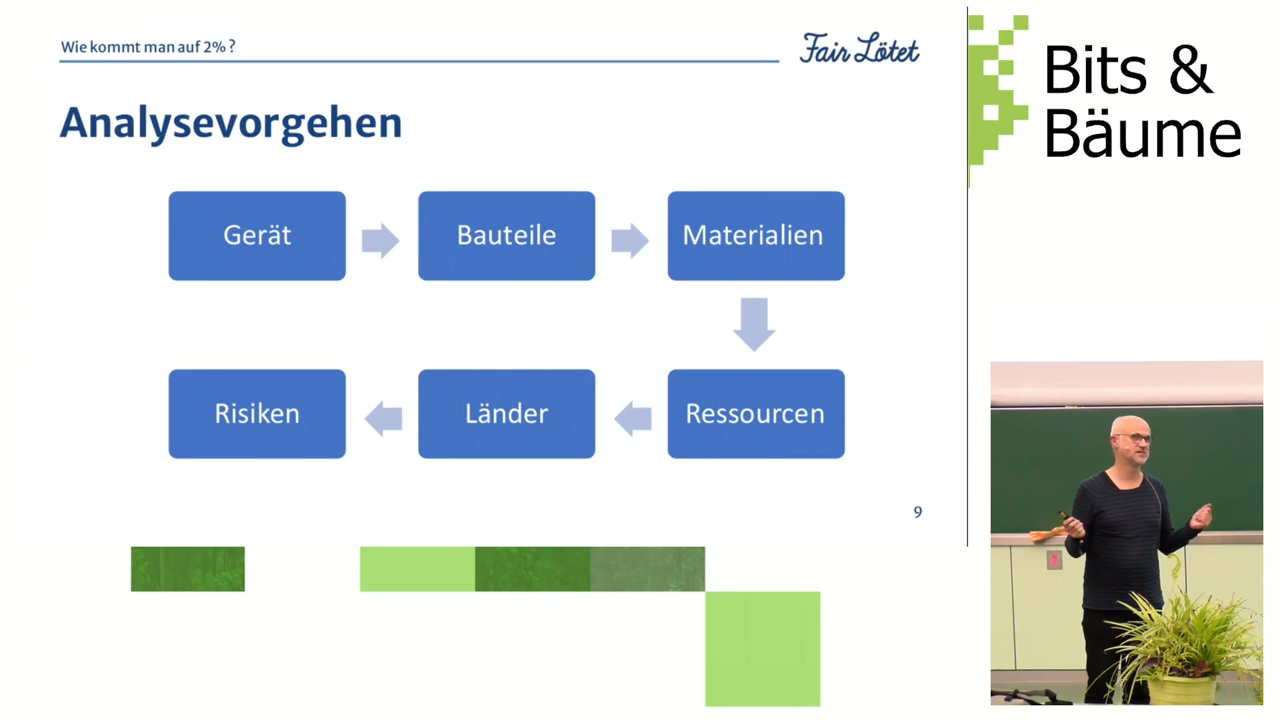 Wie kommt man auf 2% ?
Fair Lötet
Analysevorgehen
Gerät
Bauteile
Materialien
Risiken
Länder
Ressourcen
9
Bits &
Bäume